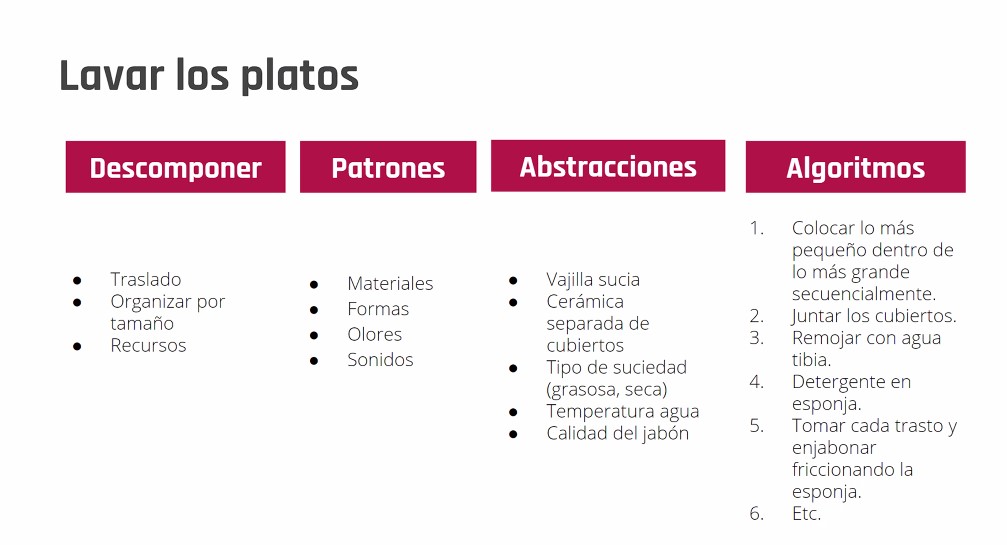 Lavar los platos
Descomponer
Patrones
Abstracciones
Algoritmos
● Traslado
● Organizar por
tamaño
● Recursos
● Materiales
● Formas
● Olores
● Sonidos
● Vajilla sucia
● Cerámica
separada de
cubiertos
● Tipo de suciedad
(grasosa, seca)
● Temperatura agua
● Calidad del jabón
1. Colocar lo más
pequeño dentro de
lo más grande
secuencialmente.
2. Juntar los cubiertos.
3. Remojar con agua
tibia.
4. Detergente en
esponja.
5. Tomar cada trasto y
enjabonar
friccionando la
esponja.
6. Etc.